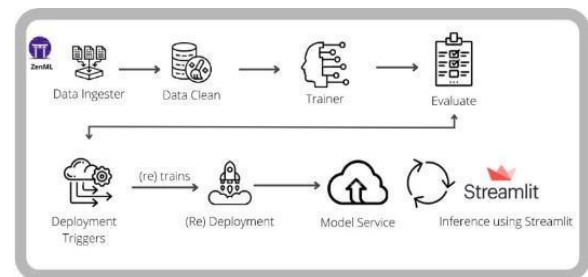 ZenML
Data Ingester
Data Clean
Trainer
Evaluate
Deployment
Triggers
(re) trains
(Re) Deployment
Model Service
Streamlit
Inference using Streamlit